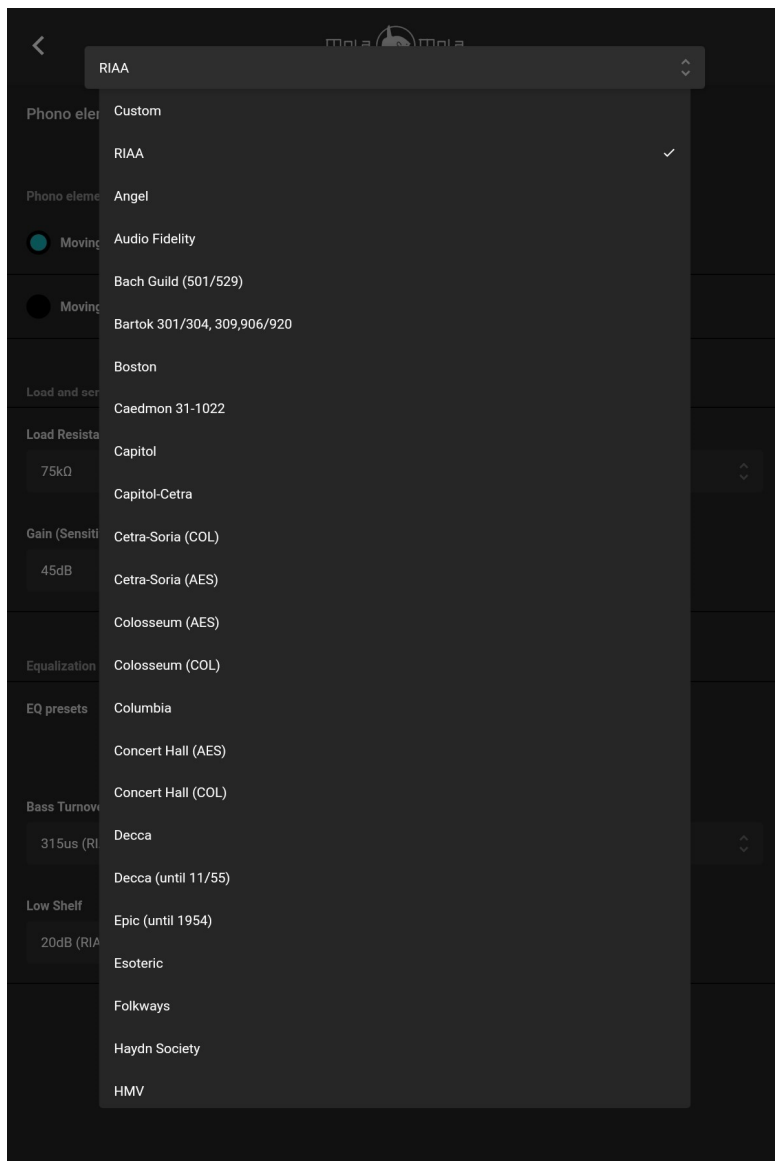 mola mola
RIAA
Phono eler
Custom
RIAA
Phono eleme
Angel
Moving
Audio Fidelity
Bach Guild (501/529)
Moving
Bartok 301/304, 309,906/920
Boston
Load and ser
Caedmon 31-1022
Load Resista
Capitol
75kΩ
Capitol-Cetra
Gain (Sensiti
Cetra-Soria (COL)
45dB
Cetra-Soria (AES)
Colosseum (AES)
Equalization
Colosseum (COL)
EQ presets
Columbia
Concert Hall (AES)
Concert Hall (COL)
Bass Turnove
Decca
315us (RI
Decca (until 11/55)
Low Shelf
Epic (until 1954)
20dB (RIA
Esoteric
Folkways
Haydn Society
HMV